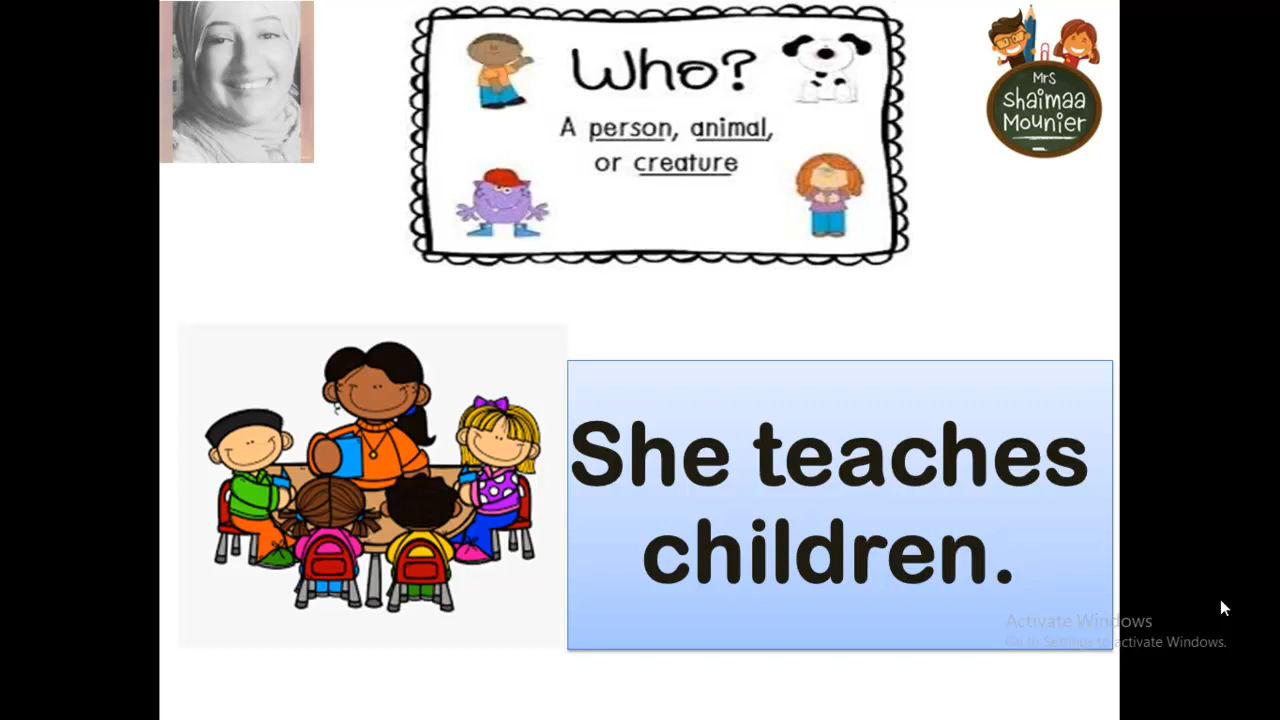 Who?
A person, animal,
or creature
Mrs
Shaimaa
Mounier
She teaches
children.
Activate Windows
Go to Settings to activate Windows.